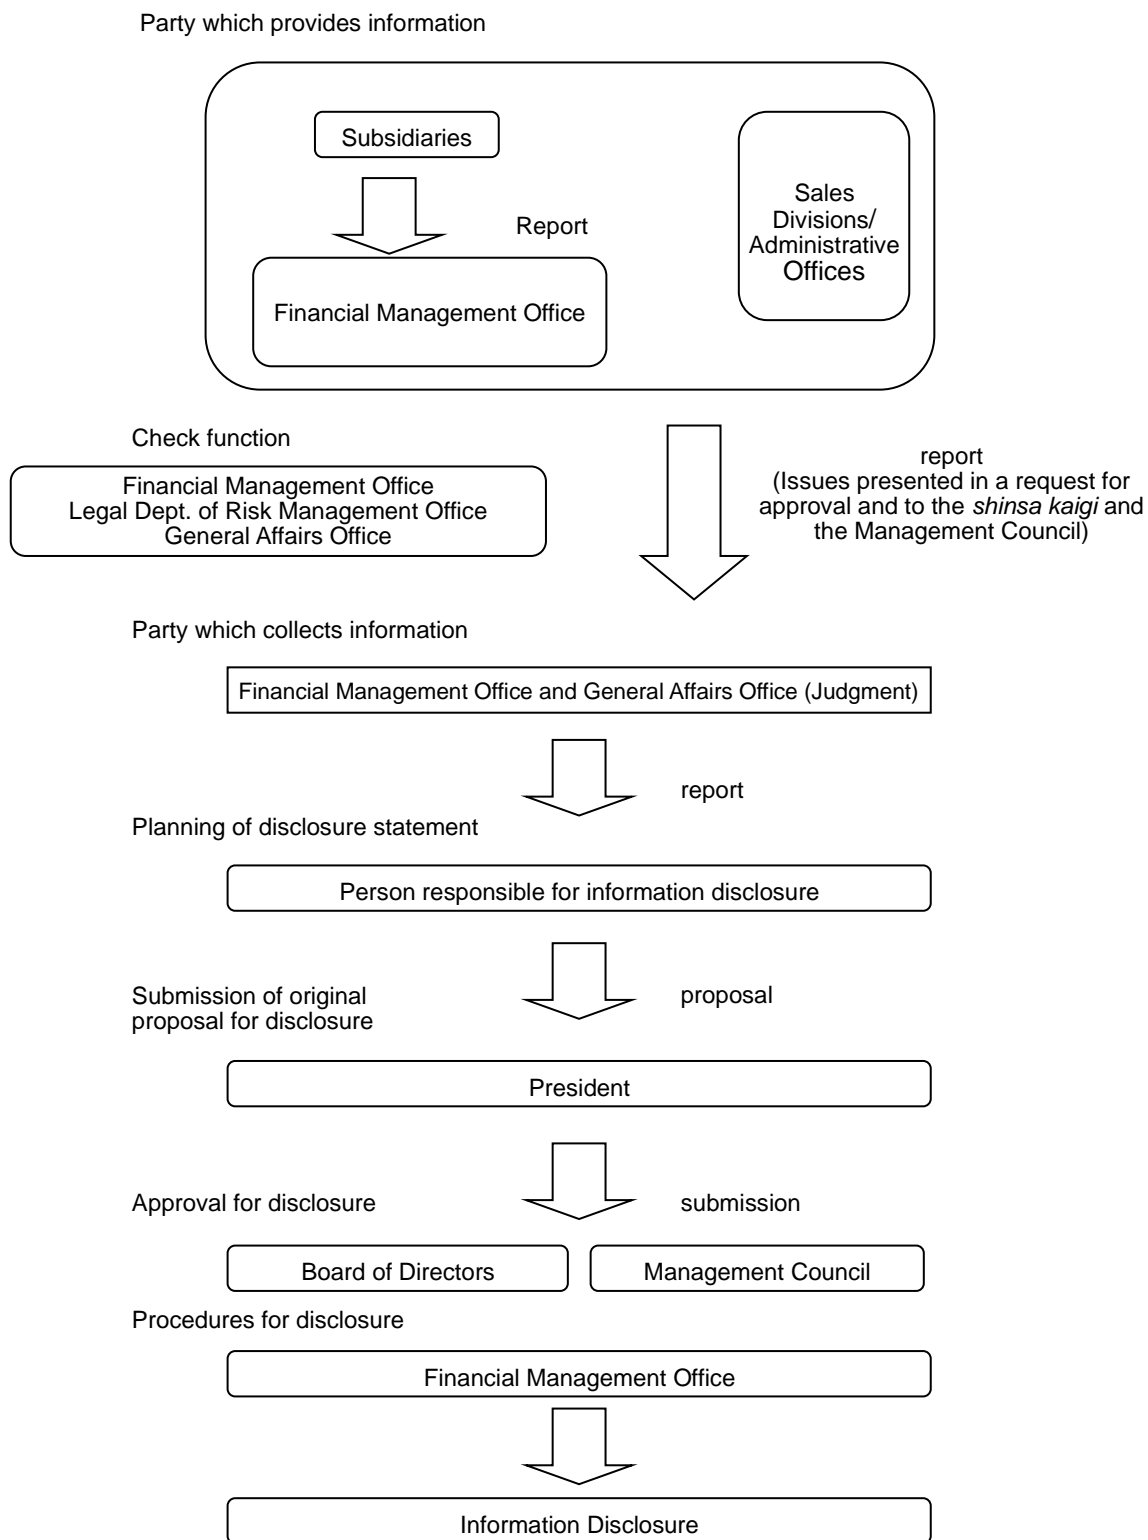 Party which provides information
Subsidiaries
Report
Financial Management Office
Sales
Divisions/
Administrative
Offices
Check function
Financial Management Office
Legal Dept. of Risk Management Office
General Affairs Office
report
(Issues presented in a request for
approval and to the shinsa kaigi and
the Management Council)
Party which collects information
Financial Management Office and General Affairs Office (Judgment)
report
Planning of disclosure statement
Person responsible for information disclosure
Submission of original
proposal for disclosure
proposal
President
Approval for disclosure
submission
Board of Directors
Management Council
Procedures for disclosure
Financial Management Office
Information Disclosure